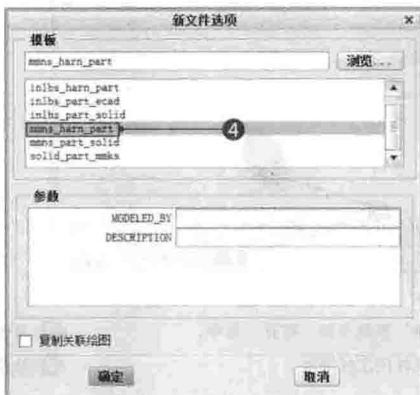 新文件选项
模板
mmns_harn_part
浏览...
inlbs_harn_part
inlbs_part_ecad
inlbs_part_solid
mmns_harn_part
4
mmns_part_solid
solid_part_mmks
参数
MODELED_BY
DESCRIPTION
复制关联绘图
确定 取消